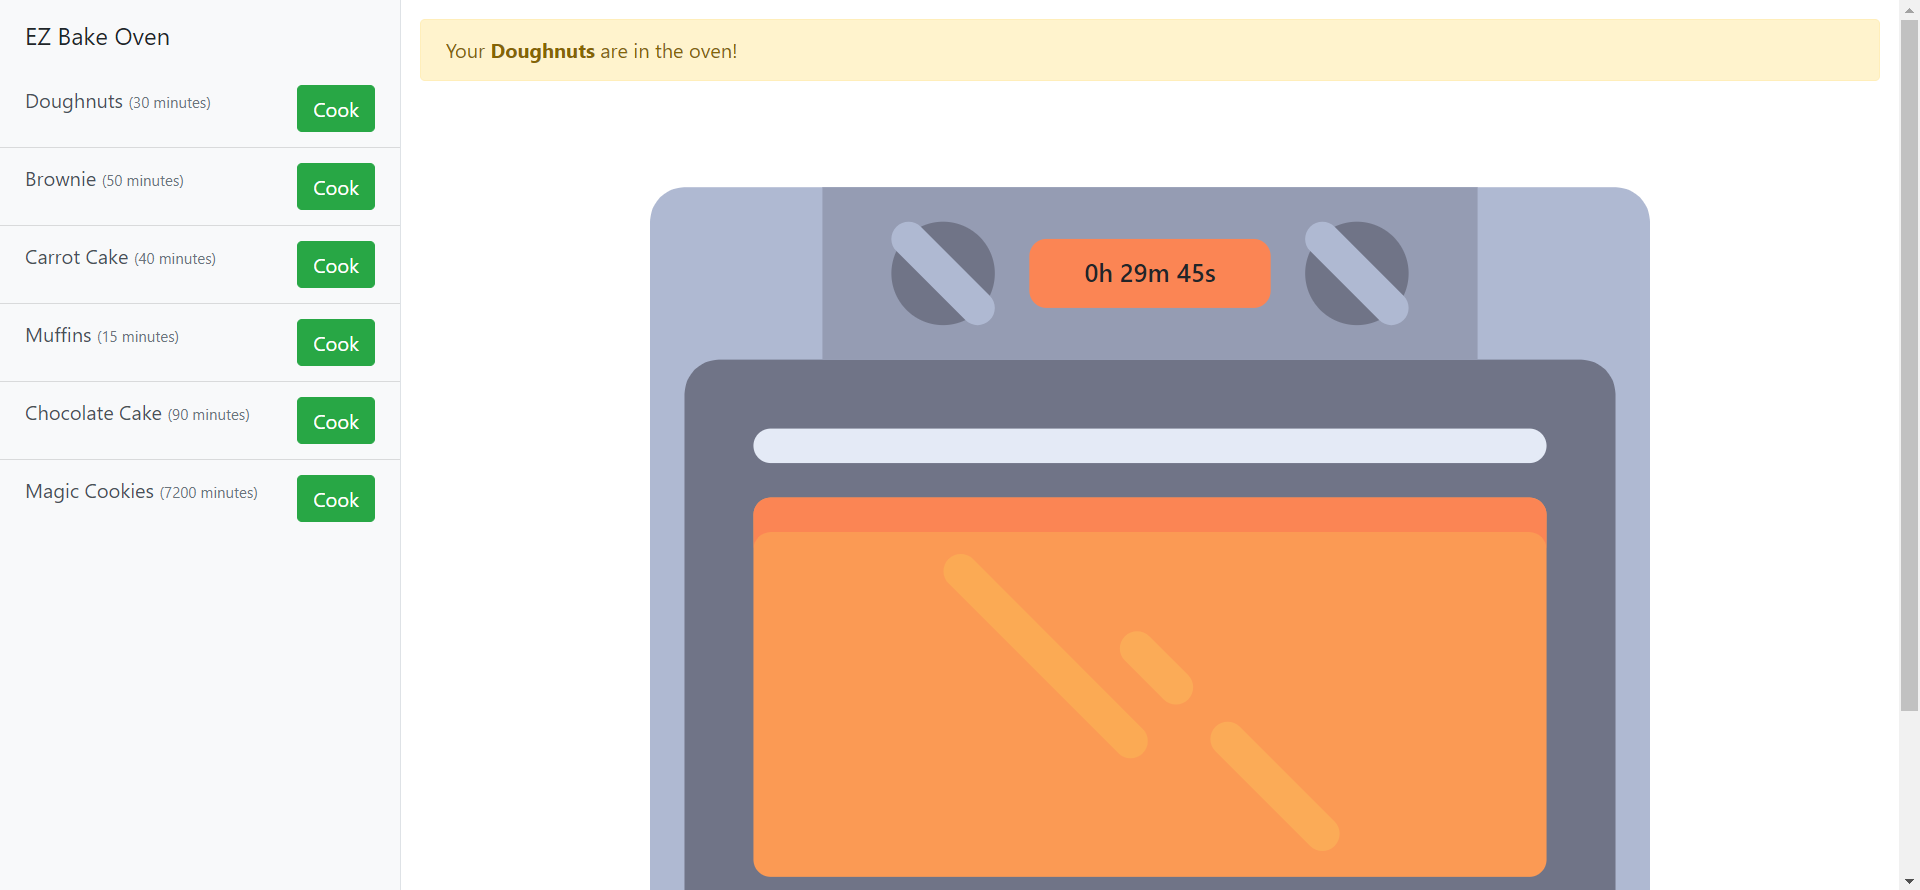 EZ Bake Oven
Doughnuts (30 minutes) Cook
Brownie (50 minutes) Cook
Carrot Cake (40 minutes) Cook
Muffins (15 minutes) Cook
Chocolate Cake (90 minutes) Cook
Magic Cookies (7200 minutes) Cook
Your Doughnuts are in the oven!
0h 29m 45s